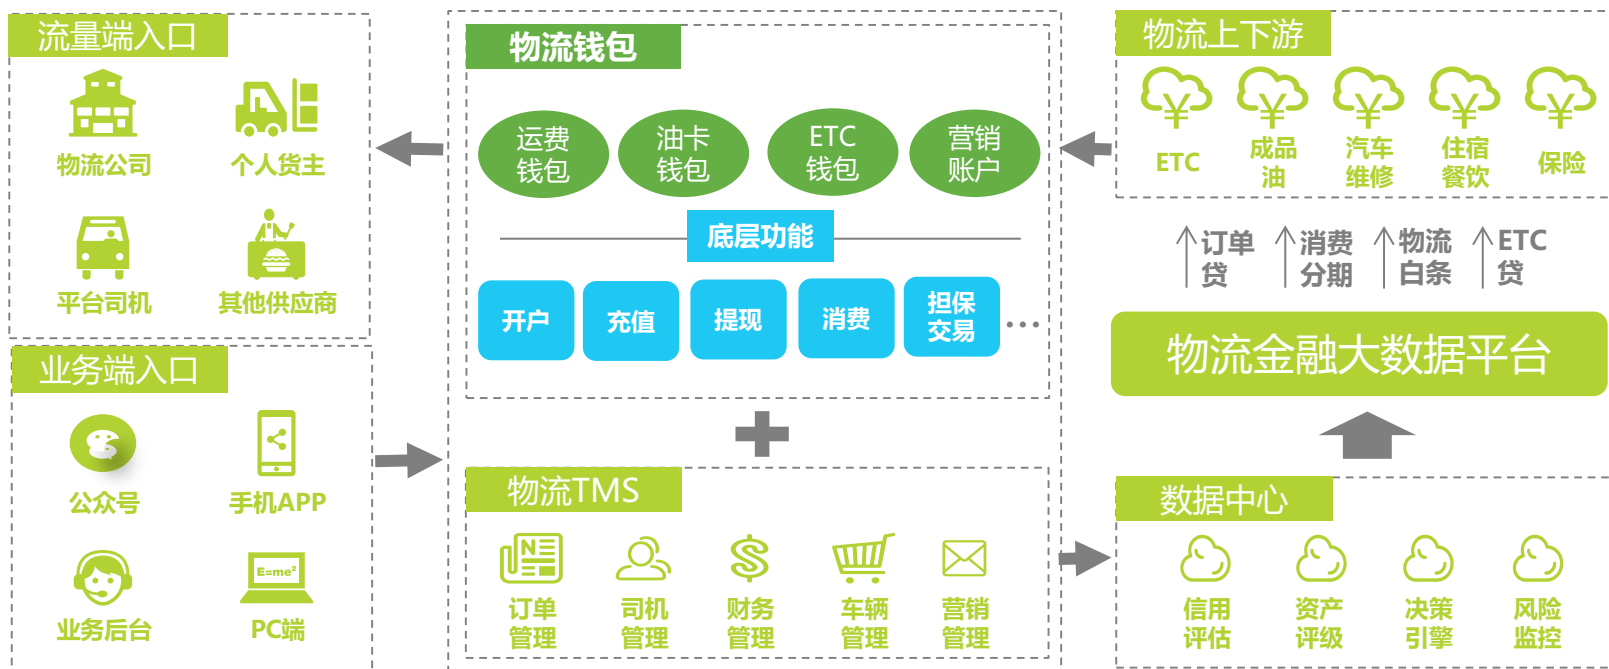 流量端入口
物流公司
个人货主
平台司机
其他供应商
业务端入口
公众号
手机APP
业务后台
E=me²
PC端
物流钱包
运费
钱包
油卡
钱包
ETC
钱包
营销
账户
底层功能
开户
充值
提现
消费
担保
交易
...
物流TMS
N
订单
管理
司机
管理
财务
管理
车辆
管理
营销
管理
物流上下游
ETC
成品
油
汽车
维修
住宿
餐饮
保险
订单
贷
消费
分期
物流
白条
ETC
贷
物流金融大数据平台
数据中心
信用
评估
资产
评级
决策
引擎
风险
监控